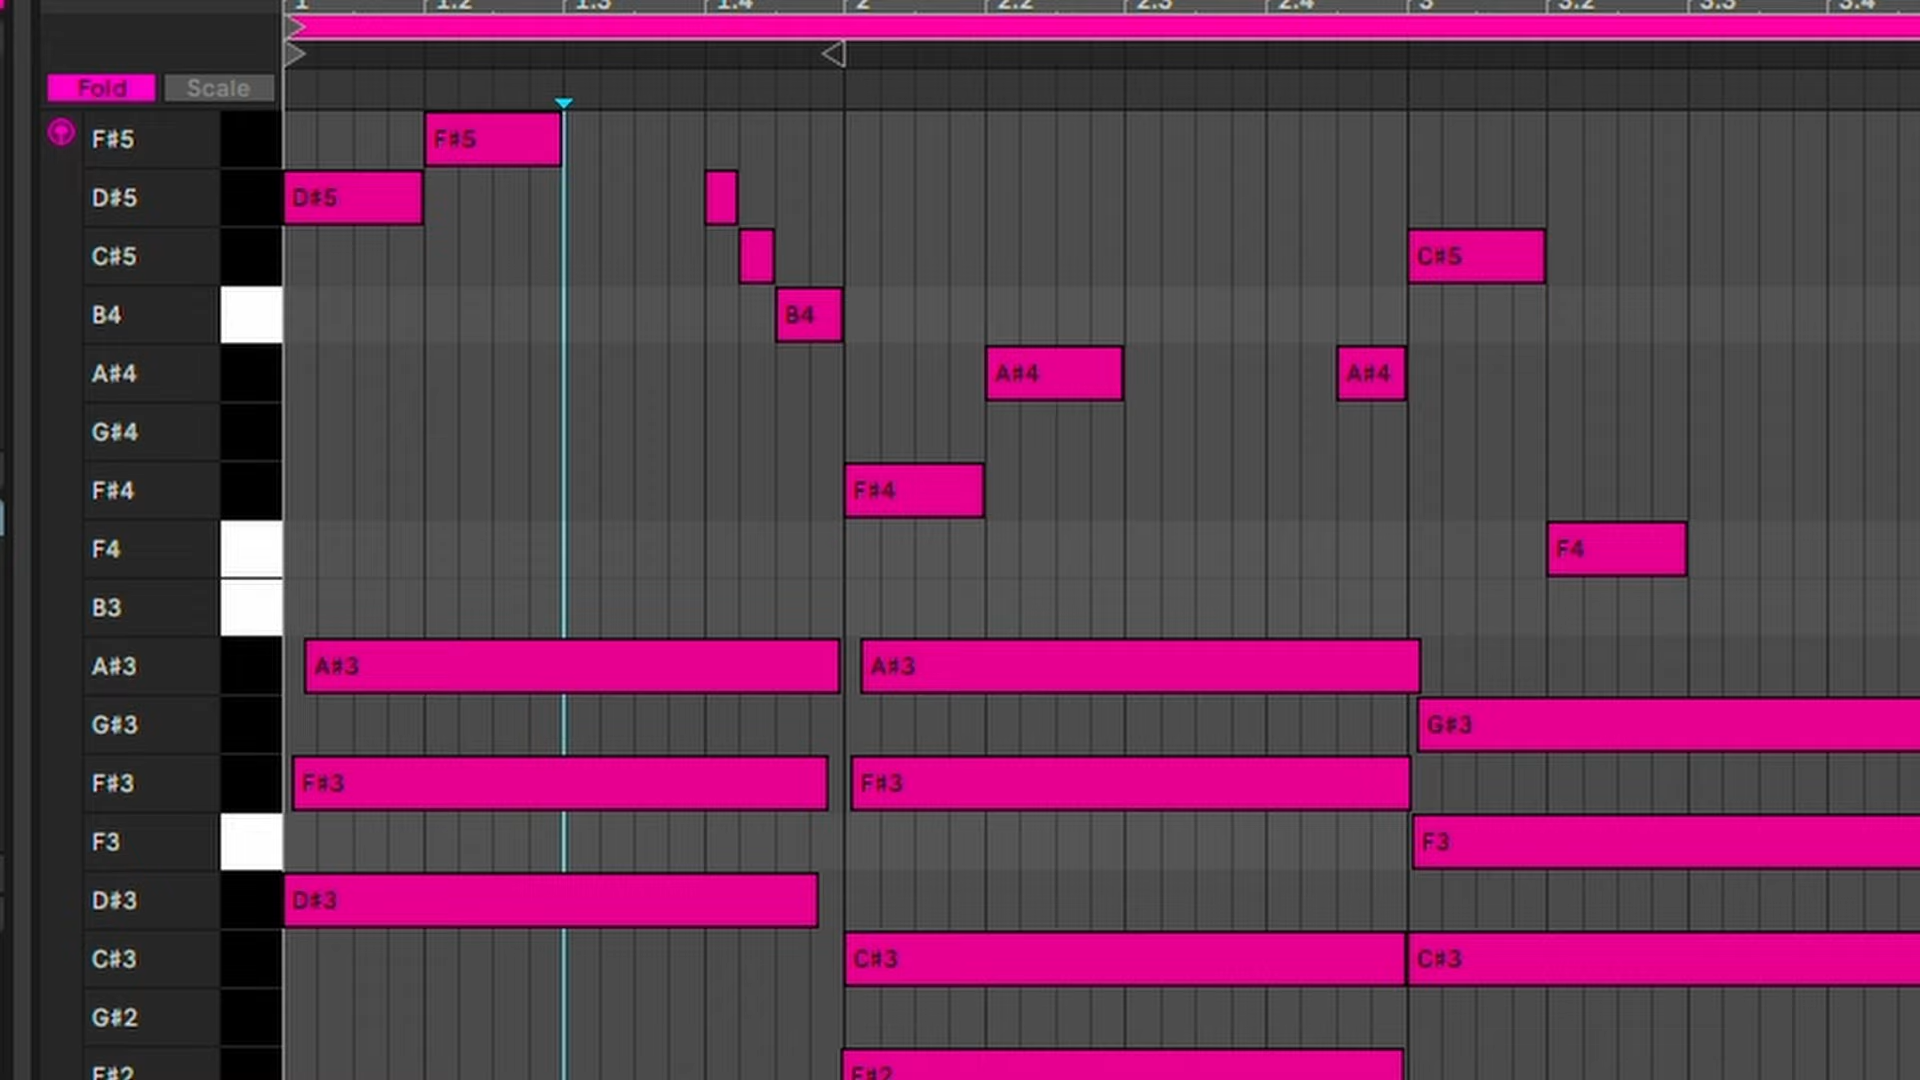 1 1.2 1.3 1.4 2 2.2 2.3 2.4 3 3.2 3.3 3.4
Fold Scale
F#5 F#5
D#5 D#5
C#5 C#5
B4 B4
A#4 A#4 A#4
G#4
F#4 F#4
F4 F4
B3
A#3 A#3 A#3
G#3 G#3
F#3 F#3 F#3
F3 F3
D#3 D#3
C#3 C#3 C#3
G#2
F#2 F#2